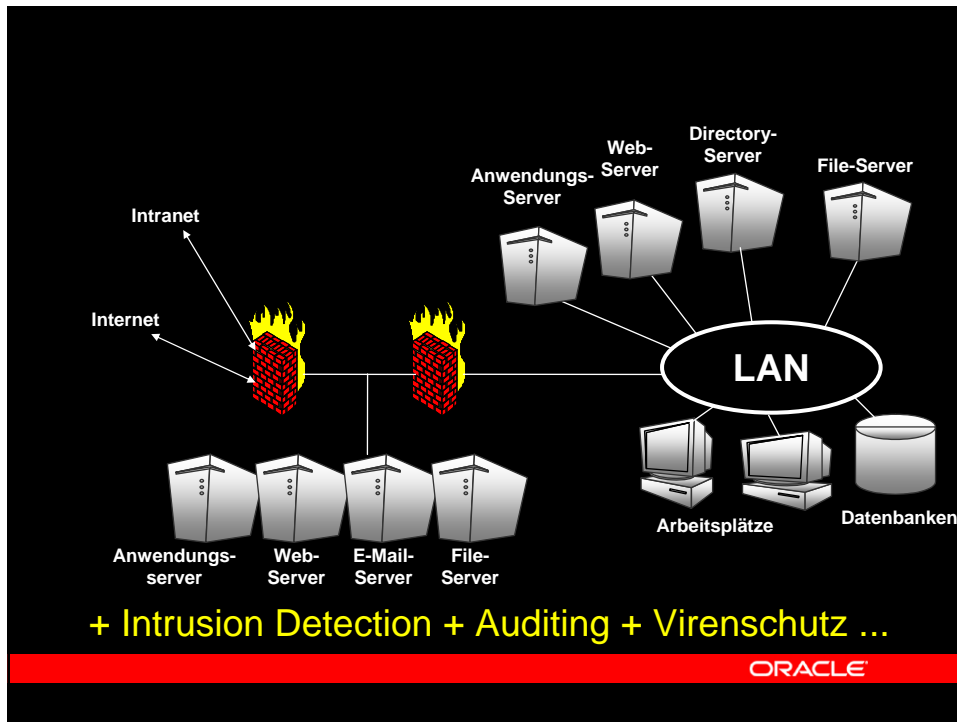 Directory-
Server
Web-
Server
File-Server
Anwendungs-
Server
Intranet
Internet
LAN
Arbeitsplätze
Datenbanken
Anwendungs-
server
Web-
Server
E-Mail-
Server
File-
Server
+ Intrusion Detection + Auditing + Virenschutz ...
ORACLE